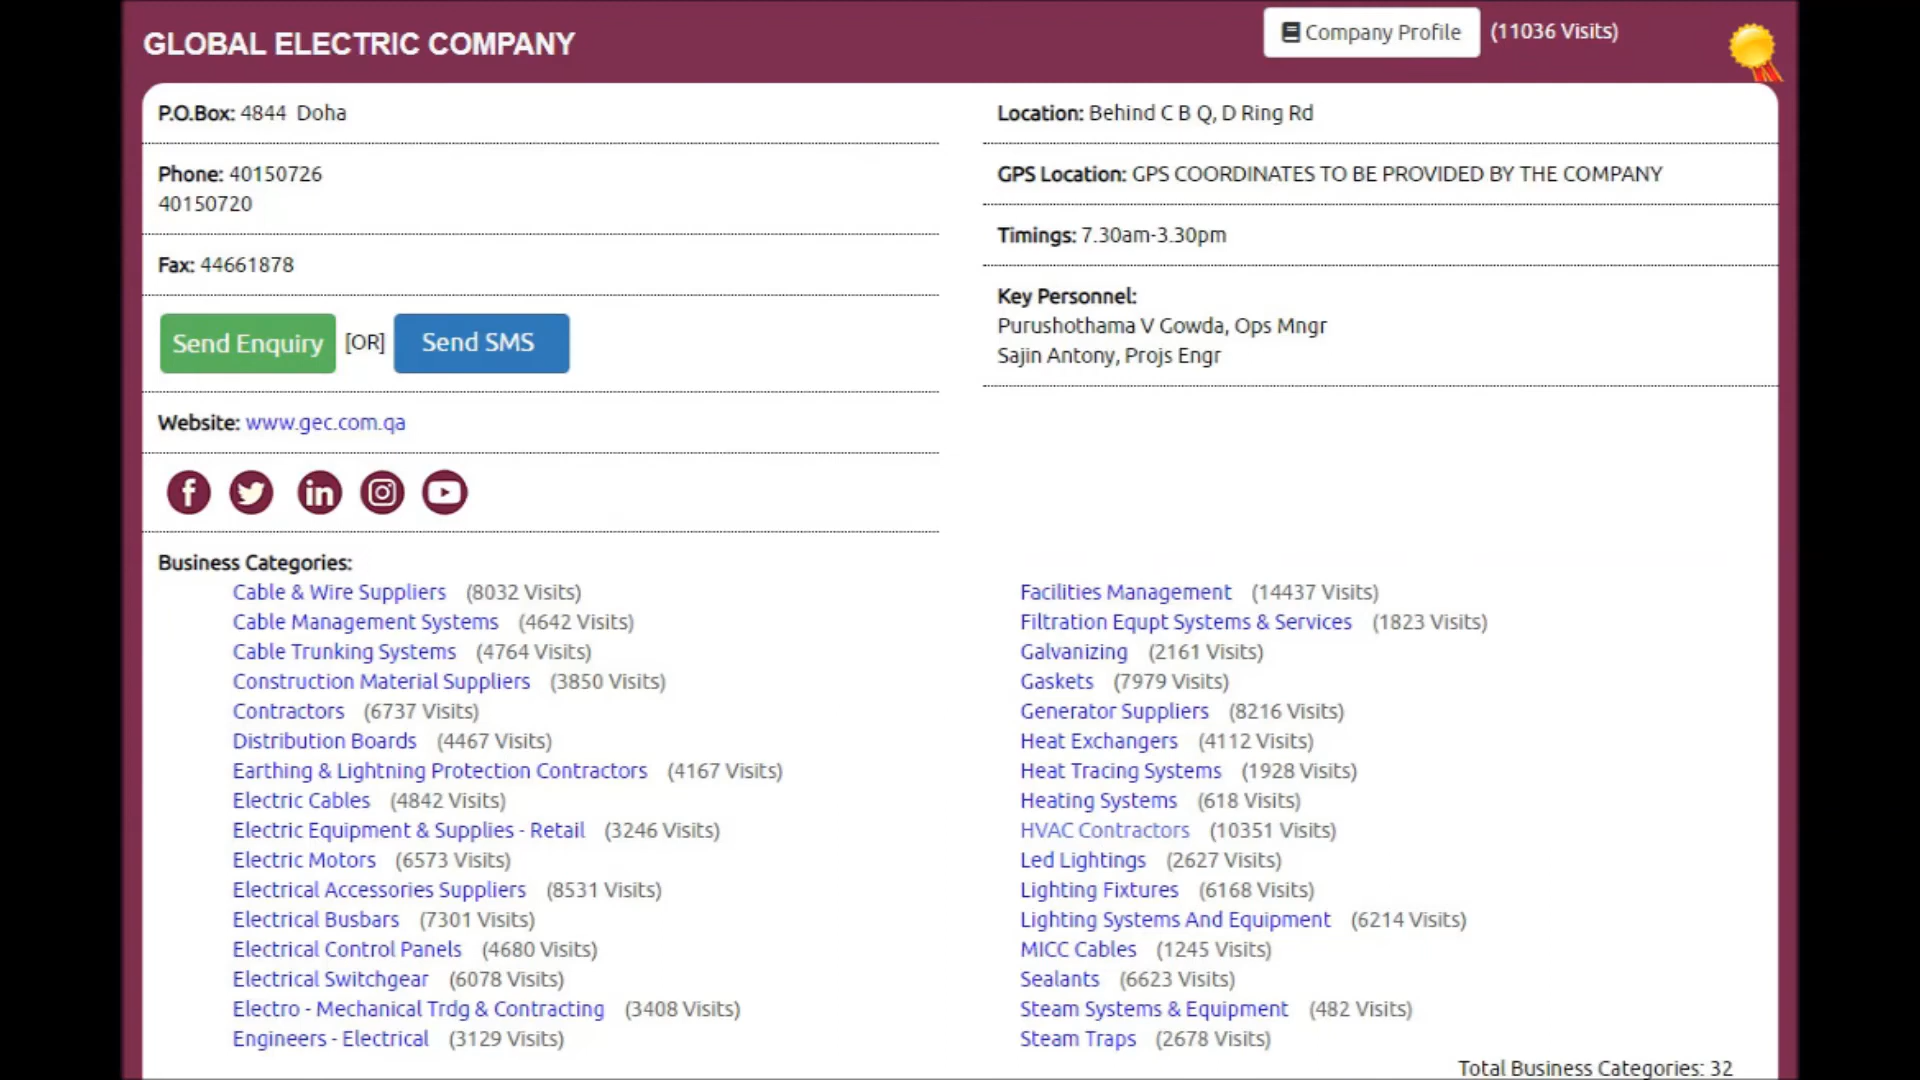 GLOBAL ELECTRIC COMPANY
Company Profile (11036 Visits)
P.O.Box: 4844 Doha
Phone: 40150726
40150720
Fax: 44661878
Send Enquiry [OR] Send SMS
Website: www.gec.com.qa
Location: Behind C B Q, D Ring Rd
GPS Location: GPS COORDINATES TO BE PROVIDED BY THE COMPANY
Timings: 7.30am-3.30pm
Key Personnel:
Purushothama V Gowda, Ops Mngr
Sajin Antony, Projs Engr
Business Categories:
Cable & Wire Suppliers (8032 Visits)
Cable Management Systems (4642 Visits)
Cable Trunking Systems (4764 Visits)
Construction Material Suppliers (3850 Visits)
Contractors (6737 Visits)
Distribution Boards (4467 Visits)
Earthing & Lightning Protection Contractors (4167 Visits)
Electric Cables (4842 Visits)
Electric Equipment & Supplies - Retail (3246 Visits)
Electric Motors (6573 Visits)
Electrical Accessories Suppliers (8531 Visits)
Electrical Busbars (7301 Visits)
Electrical Control Panels (4680 Visits)
Electrical Switchgear (6078 Visits)
Electro - Mechanical Trdg & Contracting (3408 Visits)
Engineers - Electrical (3129 Visits)
Facilities Management (14437 Visits)
Filtration Equpt Systems & Services (1823 Visits)
Galvanizing (2161 Visits)
Gaskets (7979 Visits)
Generator Suppliers (8216 Visits)
Heat Exchangers (4112 Visits)
Heat Tracing Systems (1928 Visits)
Heating Systems (618 Visits)
HVAC Contractors (10351 Visits)
Led Lightings (2627 Visits)
Lighting Fixtures (6168 Visits)
Lighting Systems And Equipment (6214 Visits)
MICC Cables (1245 Visits)
Sealants (6623 Visits)
Steam Systems & Equipment (482 Visits)
Steam Traps (2678 Visits)
Total Business Categories: 32